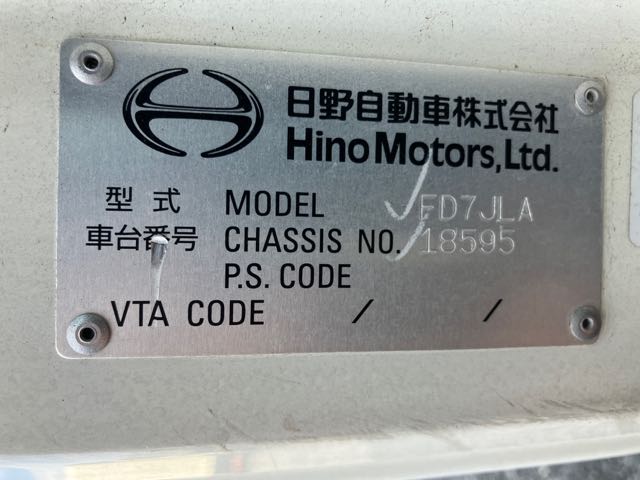 日野自動車株式会社
Hino Motors, Ltd.
型式 MODEL FD7JLA
車台番号 CHASSIS NO. 18595
P.S. CODE
VTA CODE / /